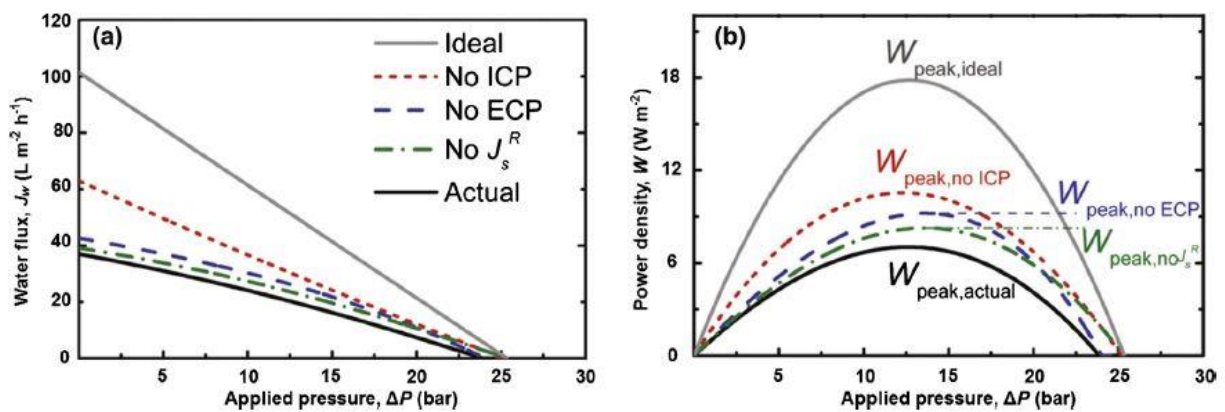 (a)
Ideal
No ICP
No ECP
No J_s^R
Actual
Water flux, J_w (L m⁻² h⁻¹)
120
100
80
60
40
20
0
5
10
15
20
25
30
Applied pressure, ΔP (bar)
(b)
W_peak,ideal
W_peak,no ICP
W_peak,no ECP
W_peak,no J_s^R
W_peak,actual
Power density, W (W m⁻²)
18
12
6
0
5
10
15
20
25
30
Applied pressure, ΔP (bar)